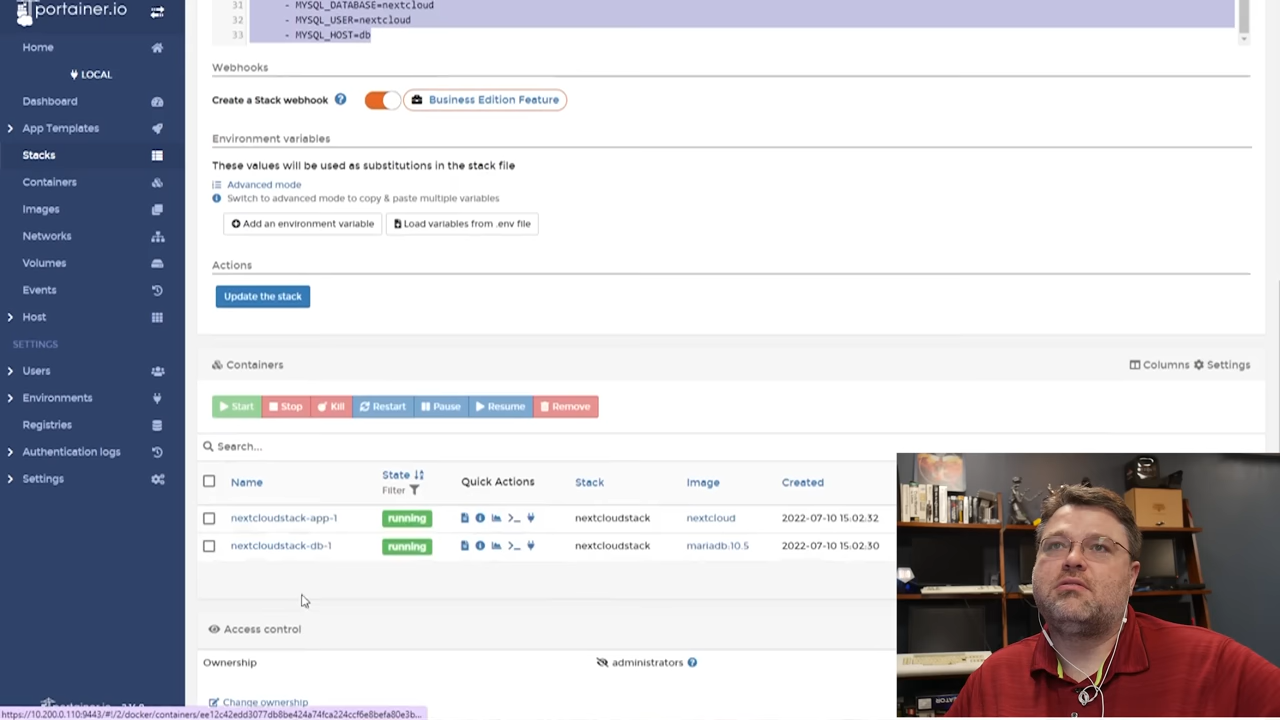 portainer.io
Home
LOCAL
Dashboard
App Templates
Stacks
Containers
Images
Networks
Volumes
Events
Host
SETTINGS
Users
Environments
Registries
Authentication logs
Settings
31 - MYSQL_DATABASE=nextcloud
32 - MYSQL_USER=nextcloud
33 - MYSQL_HOST=db
Webhooks
Create a Stack webhook Business Edition Feature
Environment variables
These values will be used as substitutions in the stack file
Advanced mode
Switch to advanced mode to copy & paste multiple variables
Add an environment variable Load variables from .env file
Actions
Update the stack
Containers Columns Settings
Start Stop Kill Restart Pause Resume Remove
Search...
Name State Filter Quick Actions Stack Image Created
nextcloudstack-app-1 running nextcloudstack nextcloud 2022-07-10 15:02:32
nextcloudstack-db-1 running nextcloudstack mariadb:10.5 2022-07-10 15:02:30
Access control
Ownership administrators
Change ownership
portainer.io